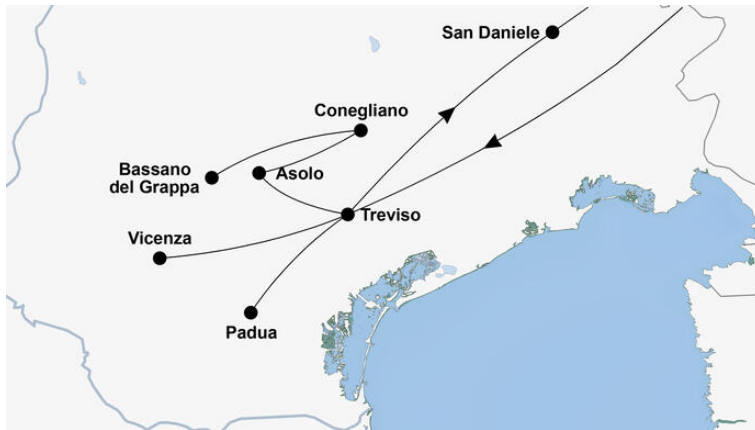 San Daniele
Conegliano
Bassano
del Grappa
Asolo
Treviso
Vicenza
Padua